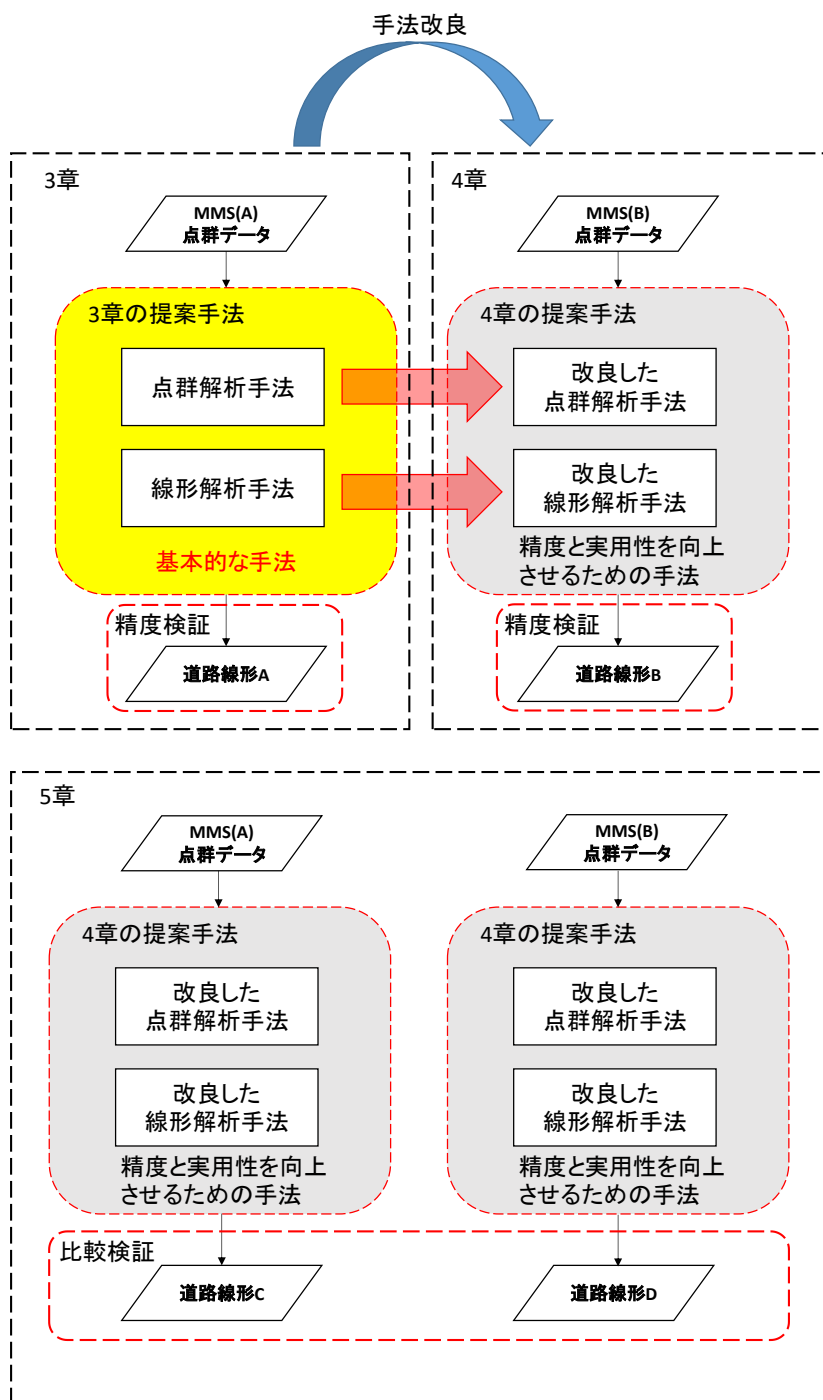 手法改良
3章
MMS(A)
点群データ
3章の提案手法
点群解析手法
線形解析手法
基本的な手法
精度検証
道路線形A
4章
MMS(B)
点群データ
4章の提案手法
改良した
点群解析手法
改良した
線形解析手法
精度と実用性を向上
させるための手法
精度検証
道路線形B
5章
MMS(A)
点群データ
4章の提案手法
改良した
点群解析手法
改良した
線形解析手法
精度と実用性を向上
させるための手法
MMS(B)
点群データ
4章の提案手法
改良した
点群解析手法
改良した
線形解析手法
精度と実用性を向上
させるための手法
比較検証
道路線形C
道路線形D